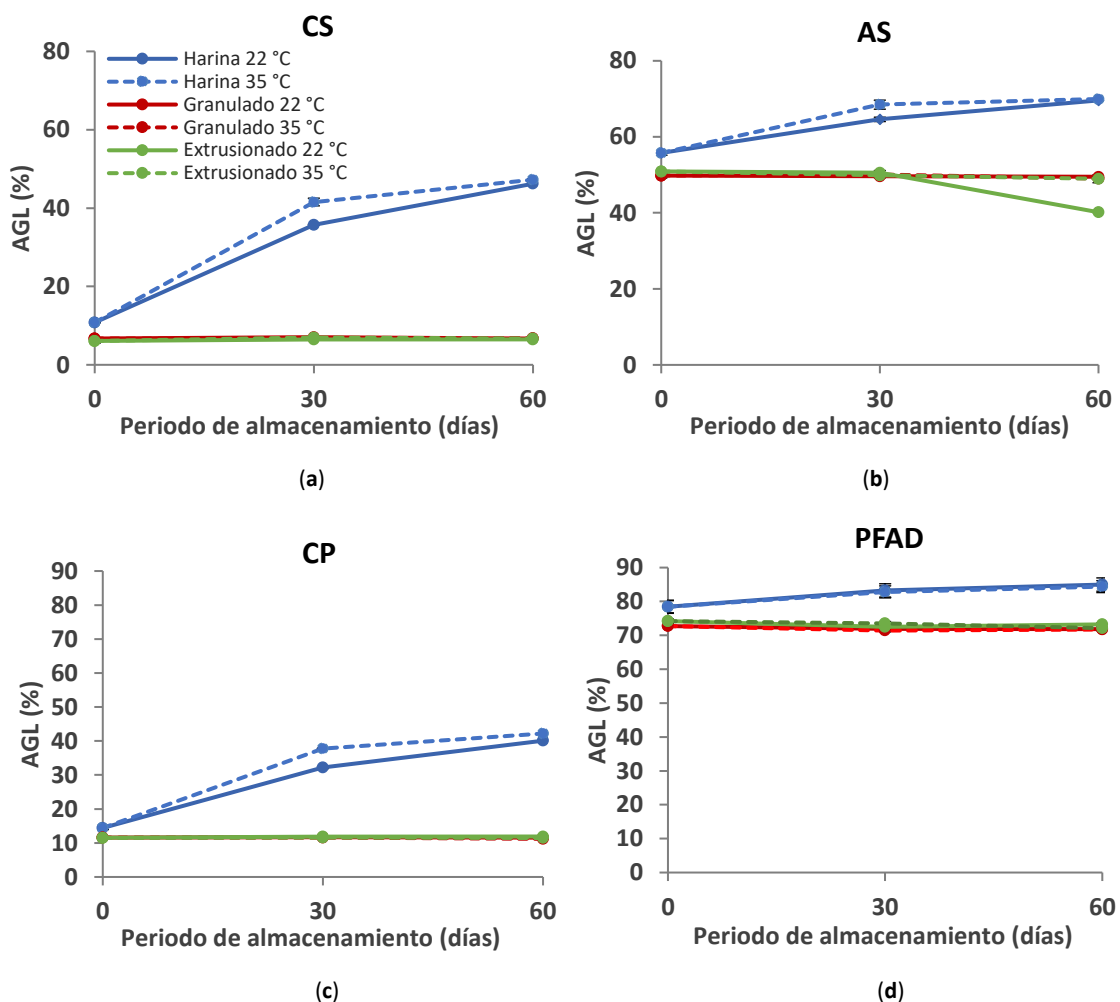 CS
80
60
40
20
0
AGL (%)
Harina 22 °C
Harina 35 °C
Granulado 22 °C
Granulado 35 °C
Extrusionado 22 °C
Extrusionado 35 °C
0 30 60
Periodo de almacenamiento (días)
(a)
AS
80
60
40
20
0
AGL (%)
0 30 60
Periodo de almacenamiento (días)
(b)
CP
90
80
70
60
50
40
30
20
10
0
AGL (%)
0 30 60
Periodo de almacenamiento (días)
(c)
PFAD
90
80
70
60
50
40
30
20
10
0
AGL (%)
0 30 60
Periodo de almacenamiento (días)
(d)